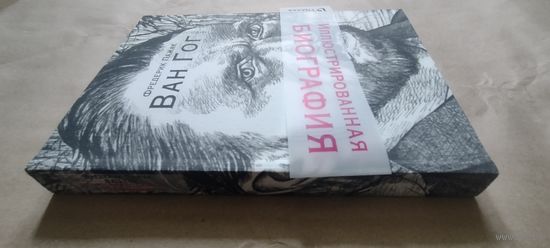 Фредерик Пажак
Ван Гог
ИЛЛЮСТРИРОВАННАЯ
БИОГРАФИЯ